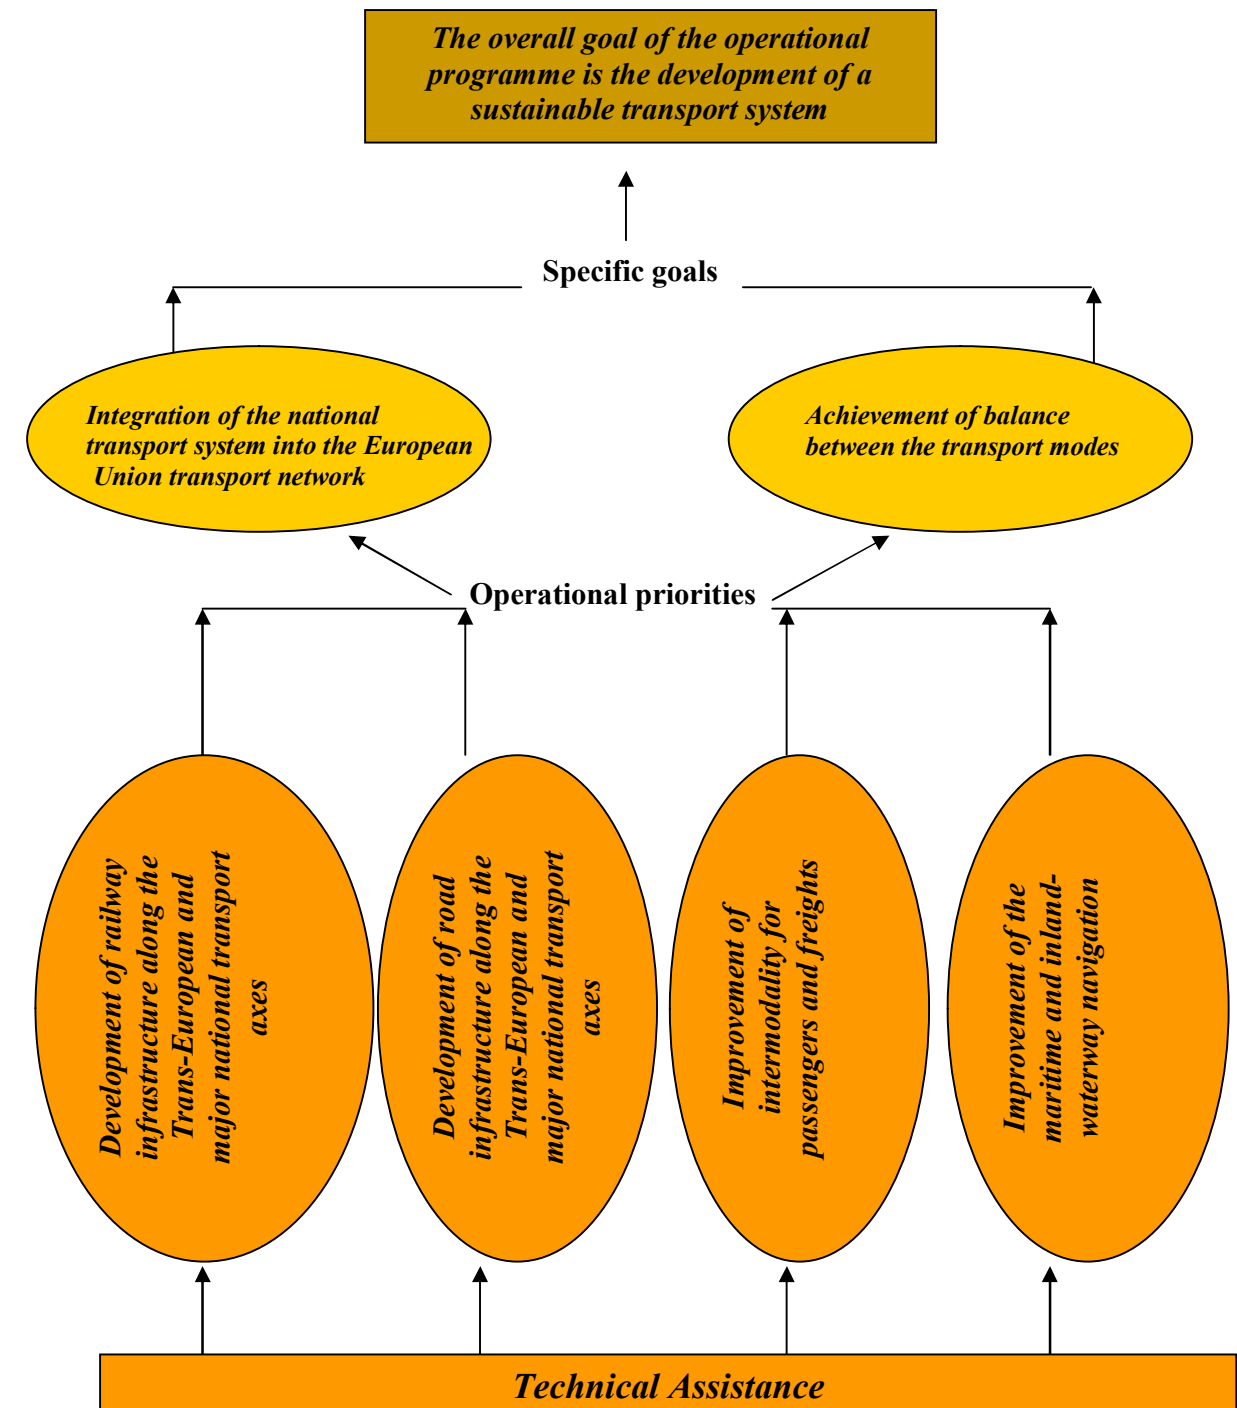 The overall goal of the operational
programme is the development of a
sustainable transport system
Specific goals
Integration of the national
transport system into the European
Union transport network
Achievement of balance
between the transport modes
Operational priorities
Development of railway
infrastructure along the
Trans-European and
major national transport
axes
Development of road
infrastructure along the
Trans-European and
major national transport
axes
Improvement of
intermodality for
passengers and freights
Improvement of the
maritime and inland-
waterway navigation
Technical Assistance